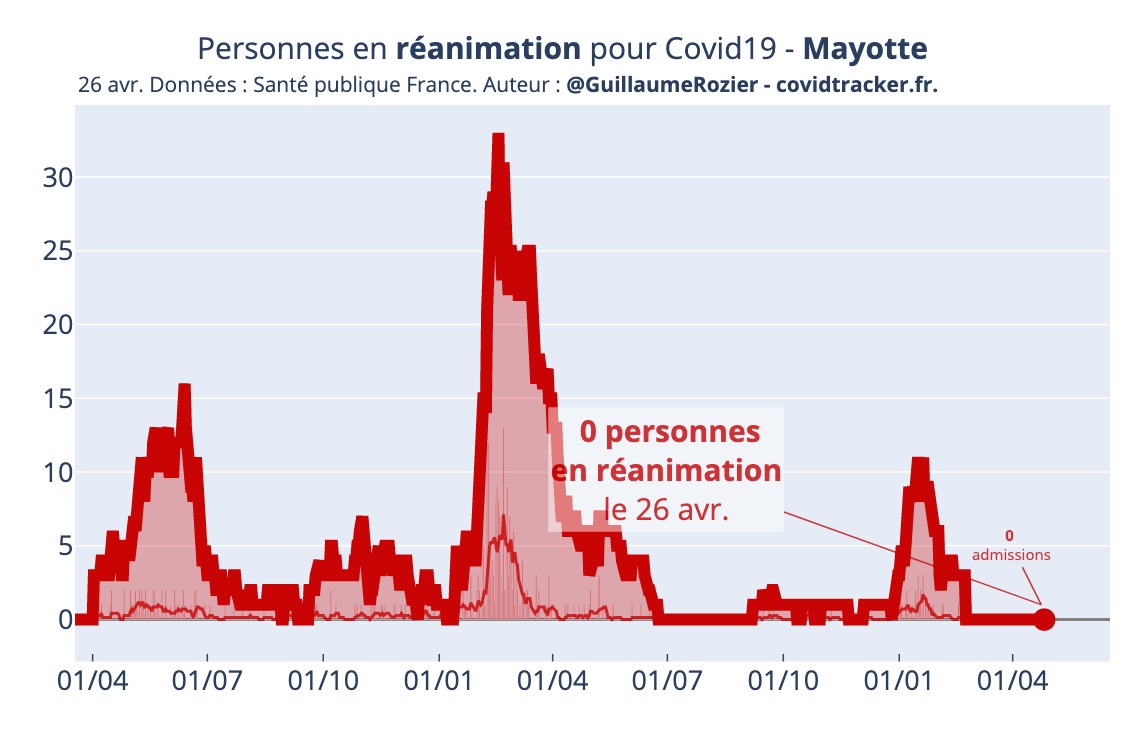 Personnes en réanimation pour Covid19 - Mayotte
26 avr. Données : Santé publique France. Auteur : @GuillaumeRozier - covidtracker.fr.
30
25
20
15
10
5
0
0 personnes
en réanimation
le 26 avr.
0
admissions
01/04
01/07
01/10
01/01
01/04
01/07
01/10
01/01
01/04